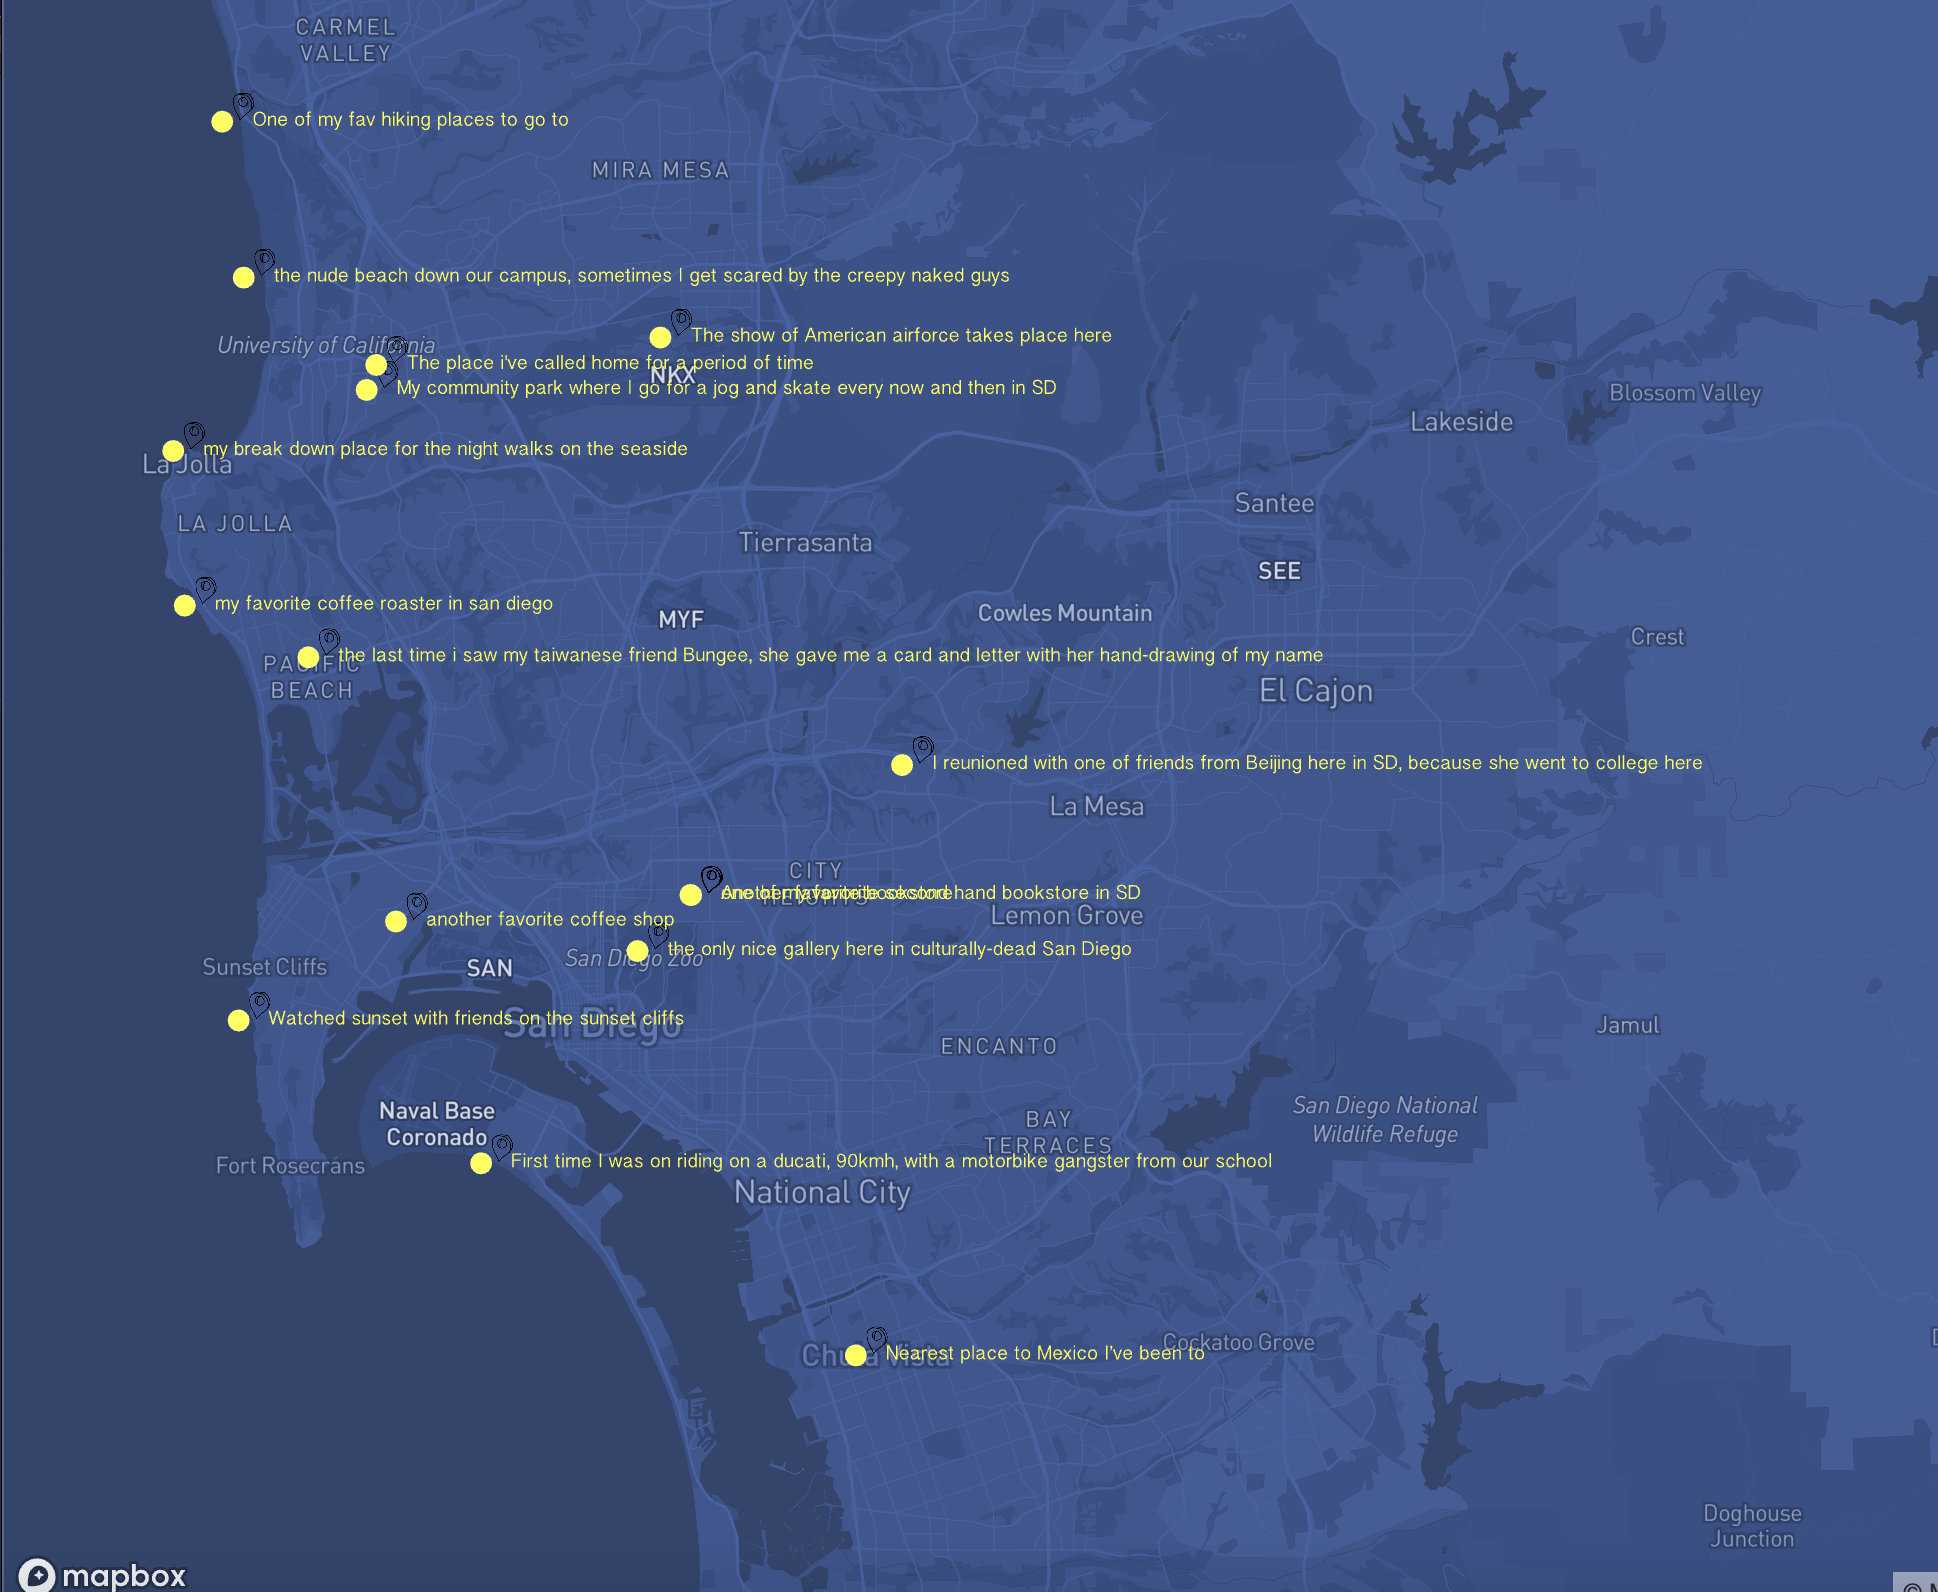 CARMEL
VALLEY
One of my fav hiking places to go to
MIRA MESA
the nude beach down our campus, sometimes I get scared by the creepy naked guys
The show of American airforce takes place here
University of California
The place i've called home for a period of time
NKX
My community park where I go for a jog and skate every now and then in SD
Blossom Valley
Lakeside
my break down place for the night walks on the seaside
La Jolla
Santee
LA JOLLA
Tierrasanta
SEE
my favorite coffee roaster in san diego
MYF
Cowles Mountain
Crest
the last time i saw my taiwanese friend Bungee, she gave me a card and letter with her hand-drawing of my name
PACIFIC
BEACH
El Cajon
I reunioned with one of friends from Beijing here in SD, because she went to college here
La Mesa
CITY
HEIGHTS
hand bookstore in SD
another favorite coffee shop
Lemon Grove
the only nice gallery here in culturally-dead San Diego
San Diego Zoo
Sunset Cliffs
SAN
Watched sunset with friends on the sunset cliffs
San Diego
Jamul
ENCANTO
Naval Base
Coronado
BAY
TERRACES
San Diego National
Wildlife Refuge
First time I was on riding on a ducati, 90kmh, with a motorbike gangster from our school
Fort Rosecrans
National City
Cockatoo Grove
Chula Vista
Nearest place to Mexico I've been to
Doghouse
Junction
mapbox
©